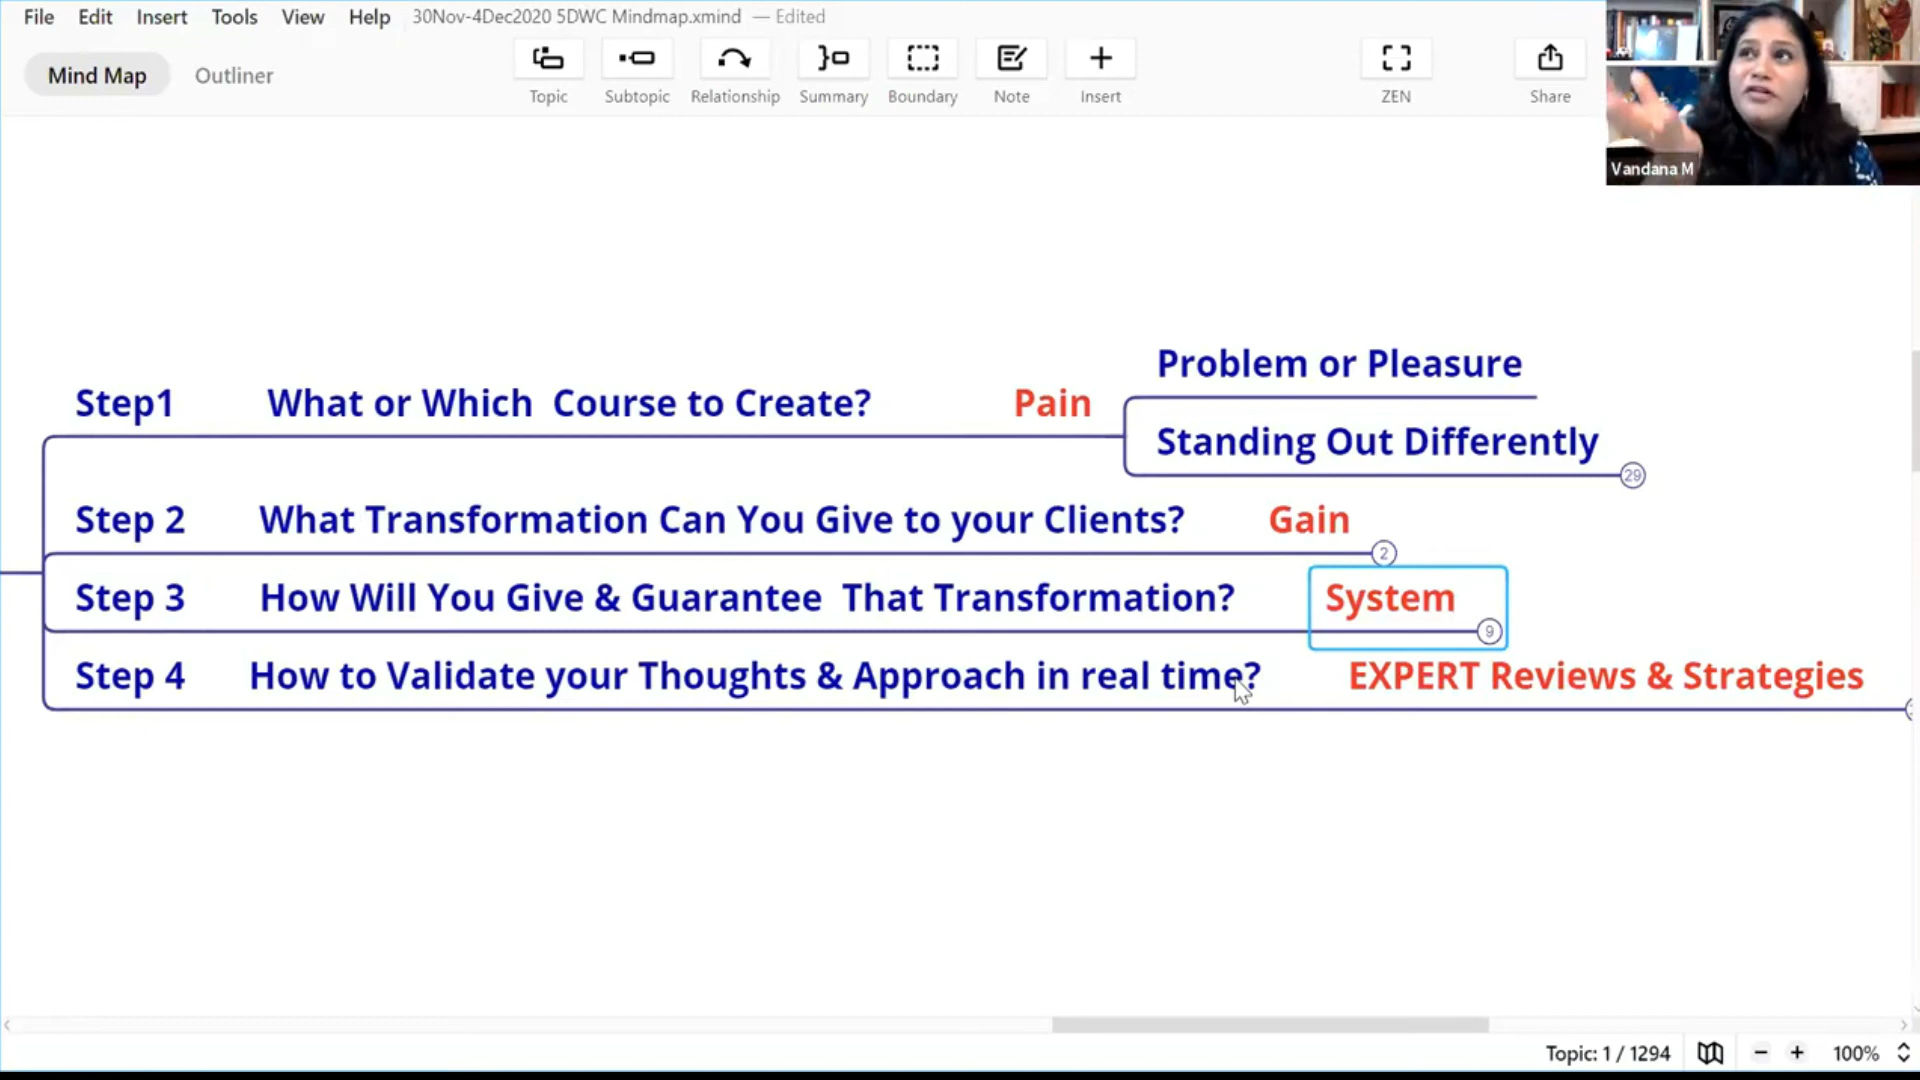 File Edit Insert Tools View Help 30Nov-4Dec2020 5DWC Mindmap.xmind — Edited
Mind Map Outliner
Topic Subtopic Relationship Summary Boundary Note Insert ZEN Share
Vandana M
Problem or Pleasure
Step1 What or Which Course to Create? Pain
Standing Out Differently
29
Step 2 What Transformation Can You Give to your Clients? Gain
2
Step 3 How Will You Give & Guarantee That Transformation? System
9
Step 4 How to Validate your Thoughts & Approach in real time? EXPERT Reviews & Strategies
Topic: 1 / 1294 100%